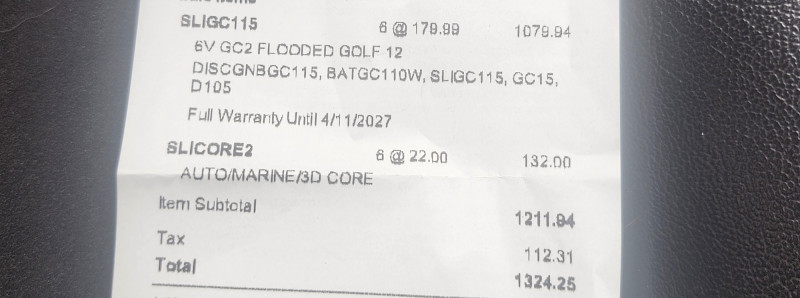 SLIGC115 6 @ 179.99 1079.94
6V GC2 FLOODED GOLF 12
DISCGNBGC115, BATGC110W, SLIGC115, GC15,
D105
Full Warranty Until 4/11/2027
SLICORE2 6 @ 22.00 132.00
AUTO/MARINE/3D CORE
Item Subtotal 1211.94
Tax 112.31
Total 1324.25